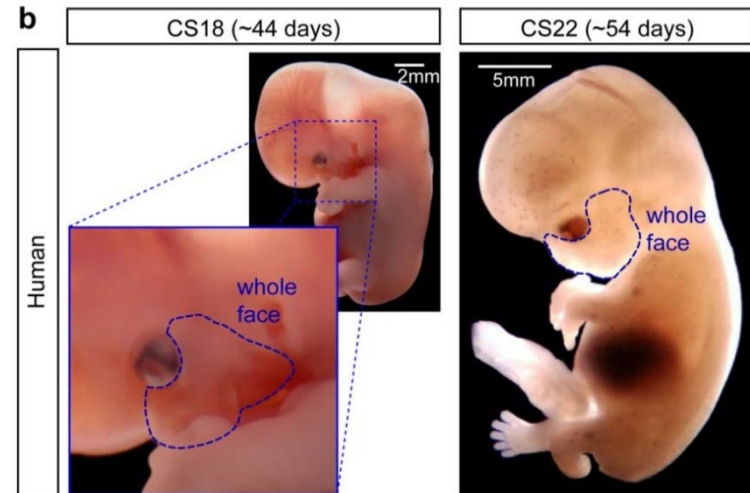 b
CS18 (~44 days)
CS22 (~54 days)
Human
2mm
5mm
whole
face
whole
face